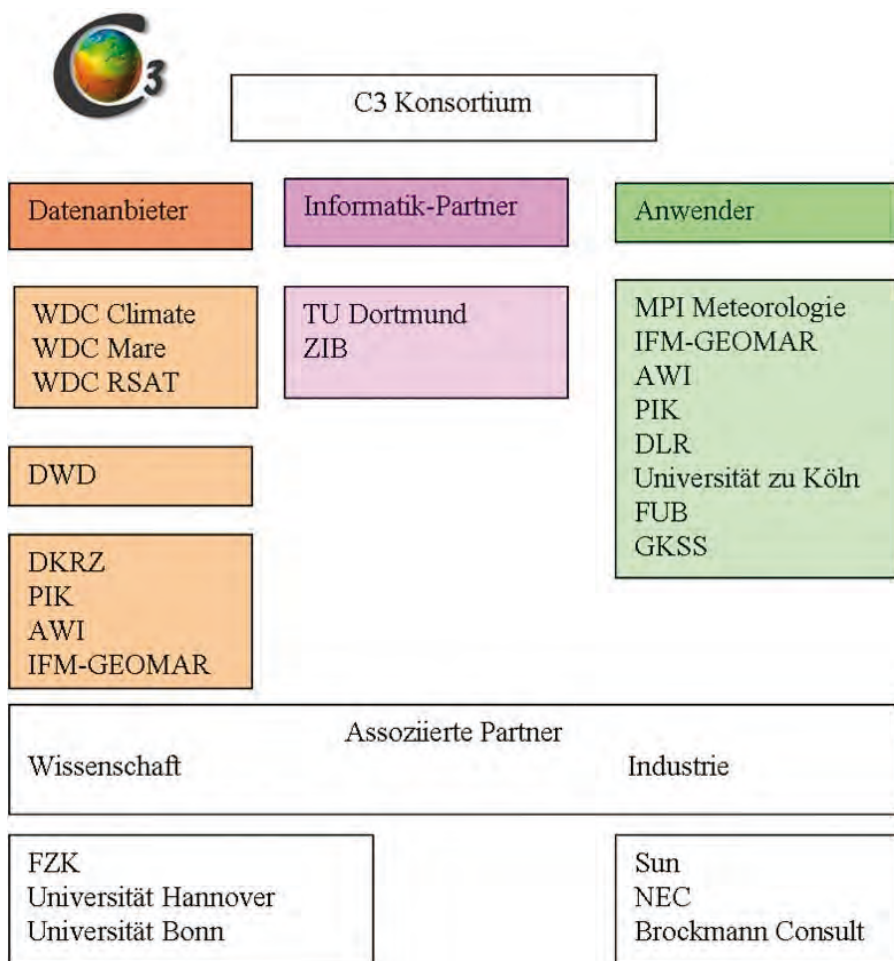 C3
C3 Konsortium
Datenanbieter
WDC Climate
WDC Mare
WDC RSAT
DWD
DKRZ
PIK
AWI
IFM-GEOMAR
Informatik-Partner
TU Dortmund
ZIB
Anwender
MPI Meteorologie
IFM-GEOMAR
AWI
PIK
DLR
Universität zu Köln
FUB
GKSS
Assoziierte Partner
Wissenschaft
Industrie
FZK
Universität Hannover
Universität Bonn
Sun
NEC
Brockmann Consult